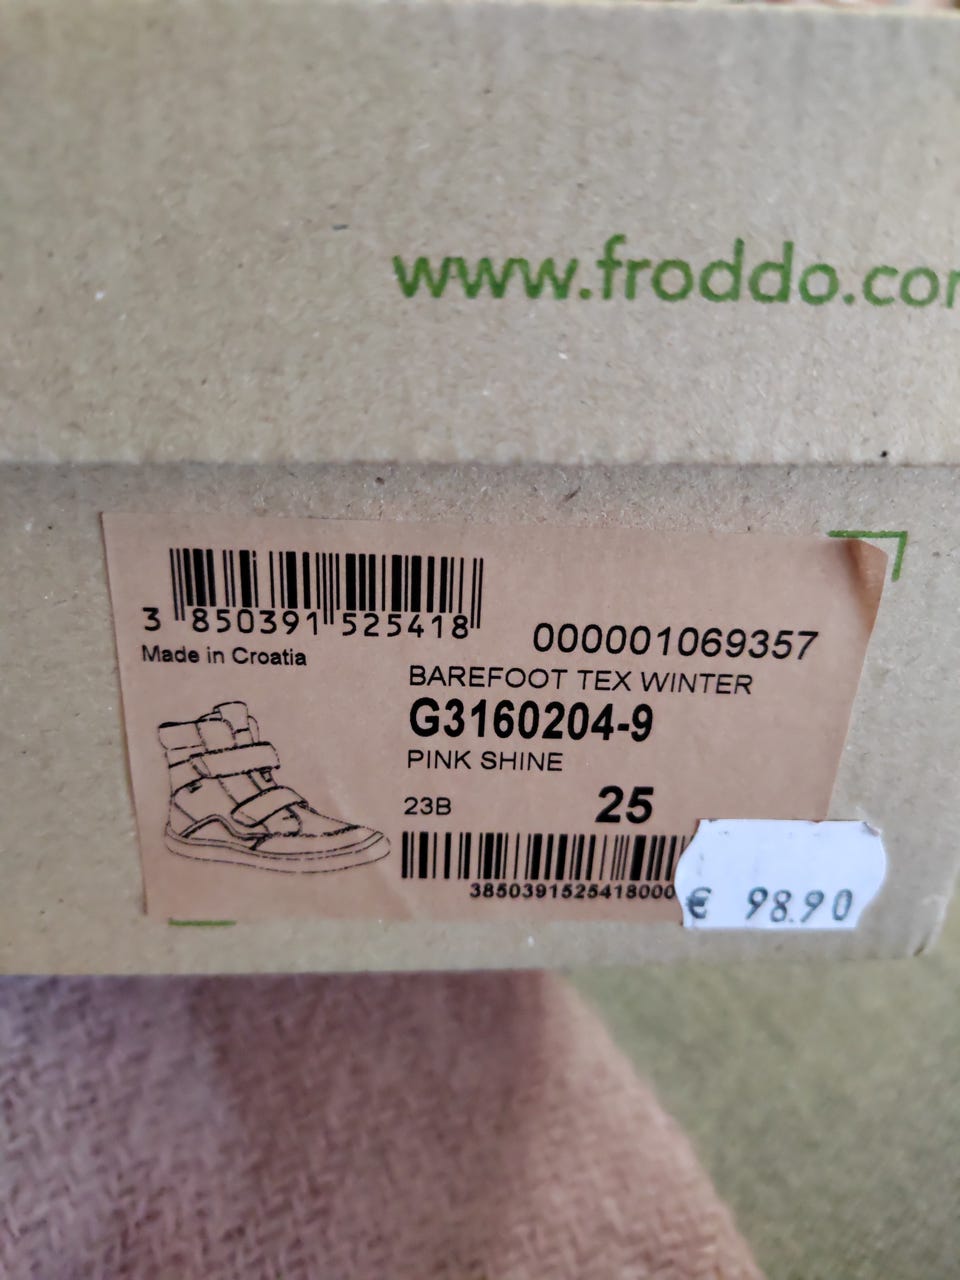 www.froddo.co
3 850391 525418
000001069357
Made in Croatia
BAREFOOT TEX WINTER
G3160204-9
PINK SHINE
23B
25
3850391525418000
€ 98.90